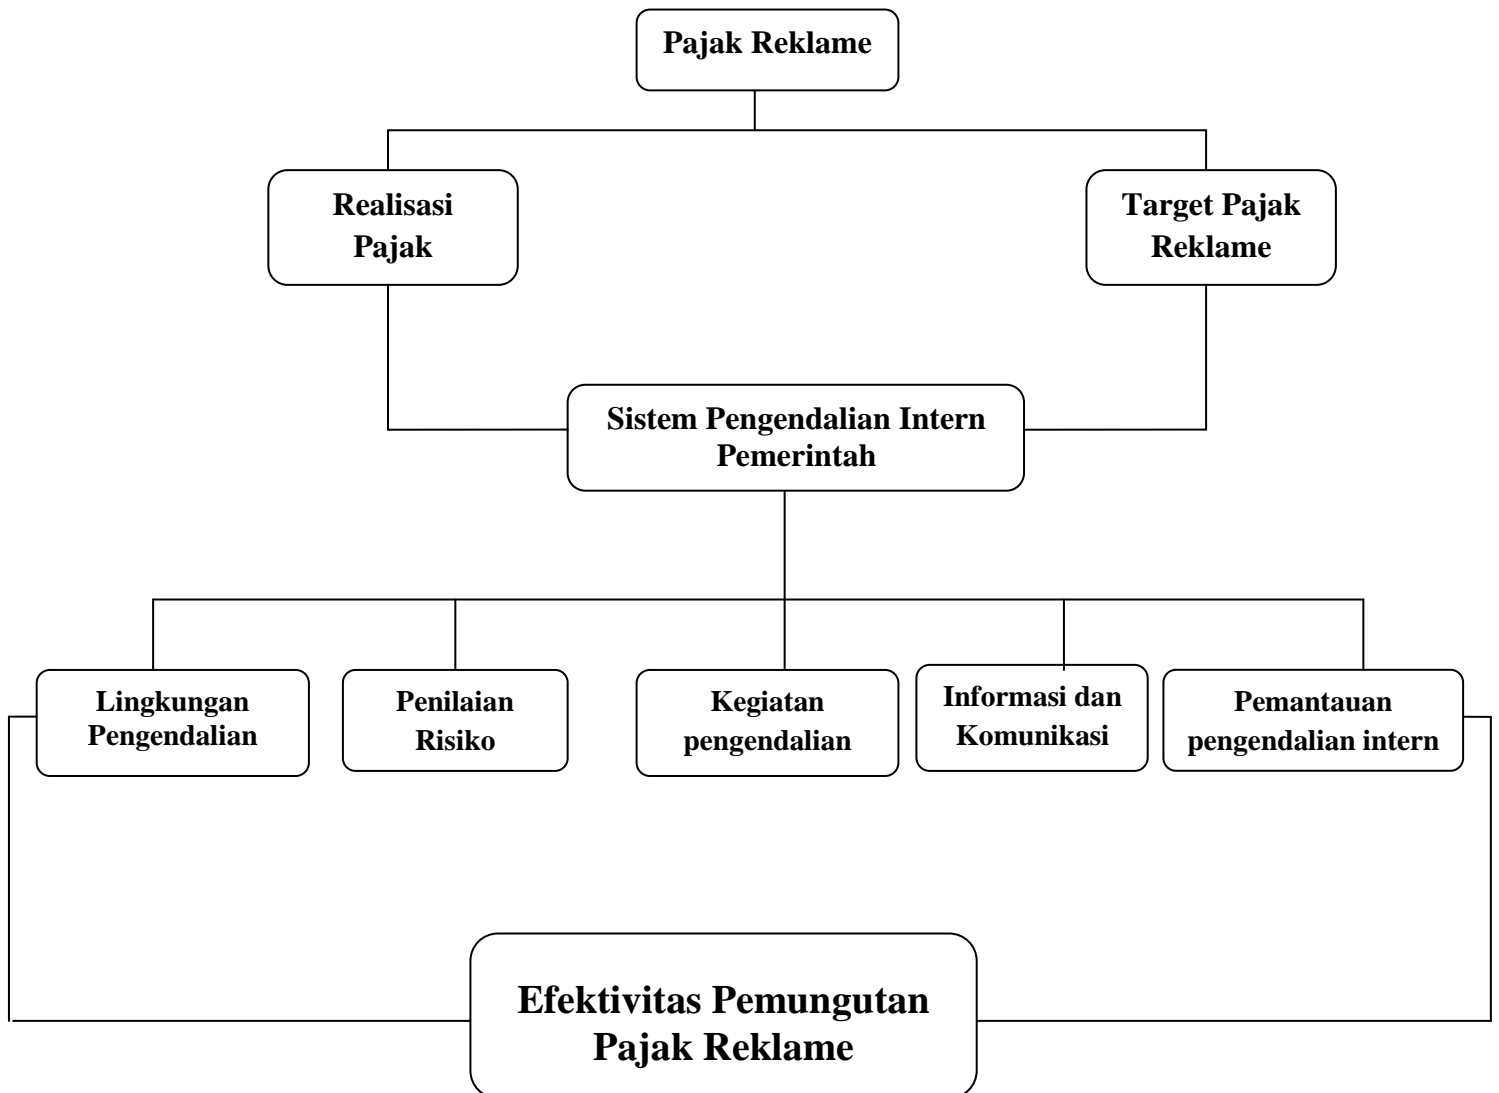 Pajak Reklame
Realisasi
Pajak
Target Pajak
Reklame
Sistem Pengendalian Intern
Pemerintah
Lingkungan
Pengendalian
Penilaian
Risiko
Kegiatan
pengendalian
Informasi dan
Komunikasi
Pemantauan
pengendalian intern
Efektivitas Pemungutan
Pajak Reklame